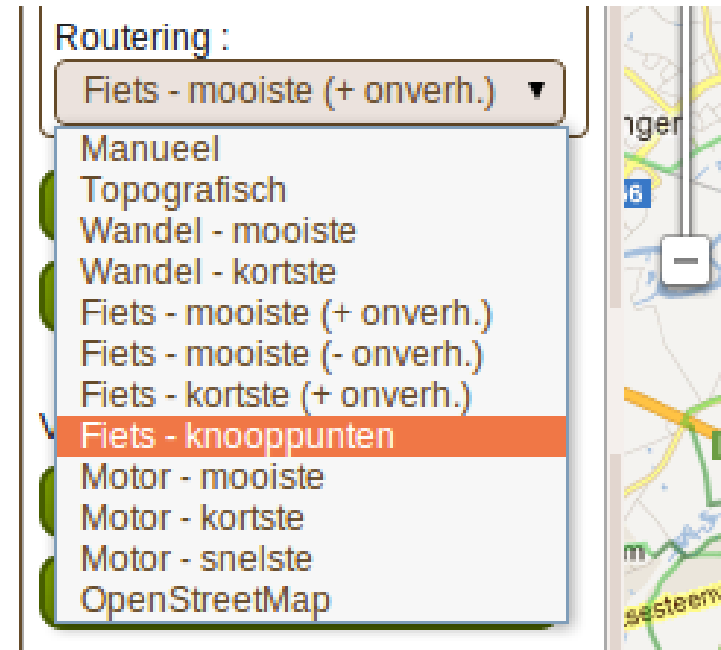 Routering :
Fiets - mooiste (+ onverh.)
Manueel
Topografisch
Wandel - mooiste
Wandel - kortste
Fiets - mooiste (+ onverh.)
Fiets - mooiste (- onverh.)
Fiets - kortste (+ onverh.)
Fiets - knooppunten
Motor - mooiste
Motor - kortste
Motor - snelste
OpenStreetMap